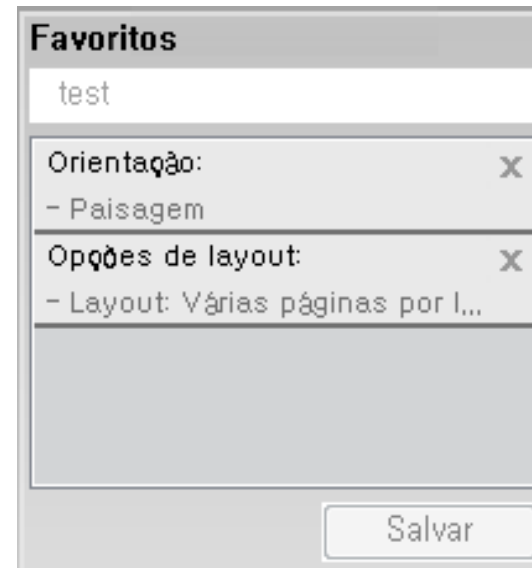 Favoritos
test
Orientação:
x
- Paisagem
Opções de layout:
x
- Layout: Várias páginas por l...
Salvar